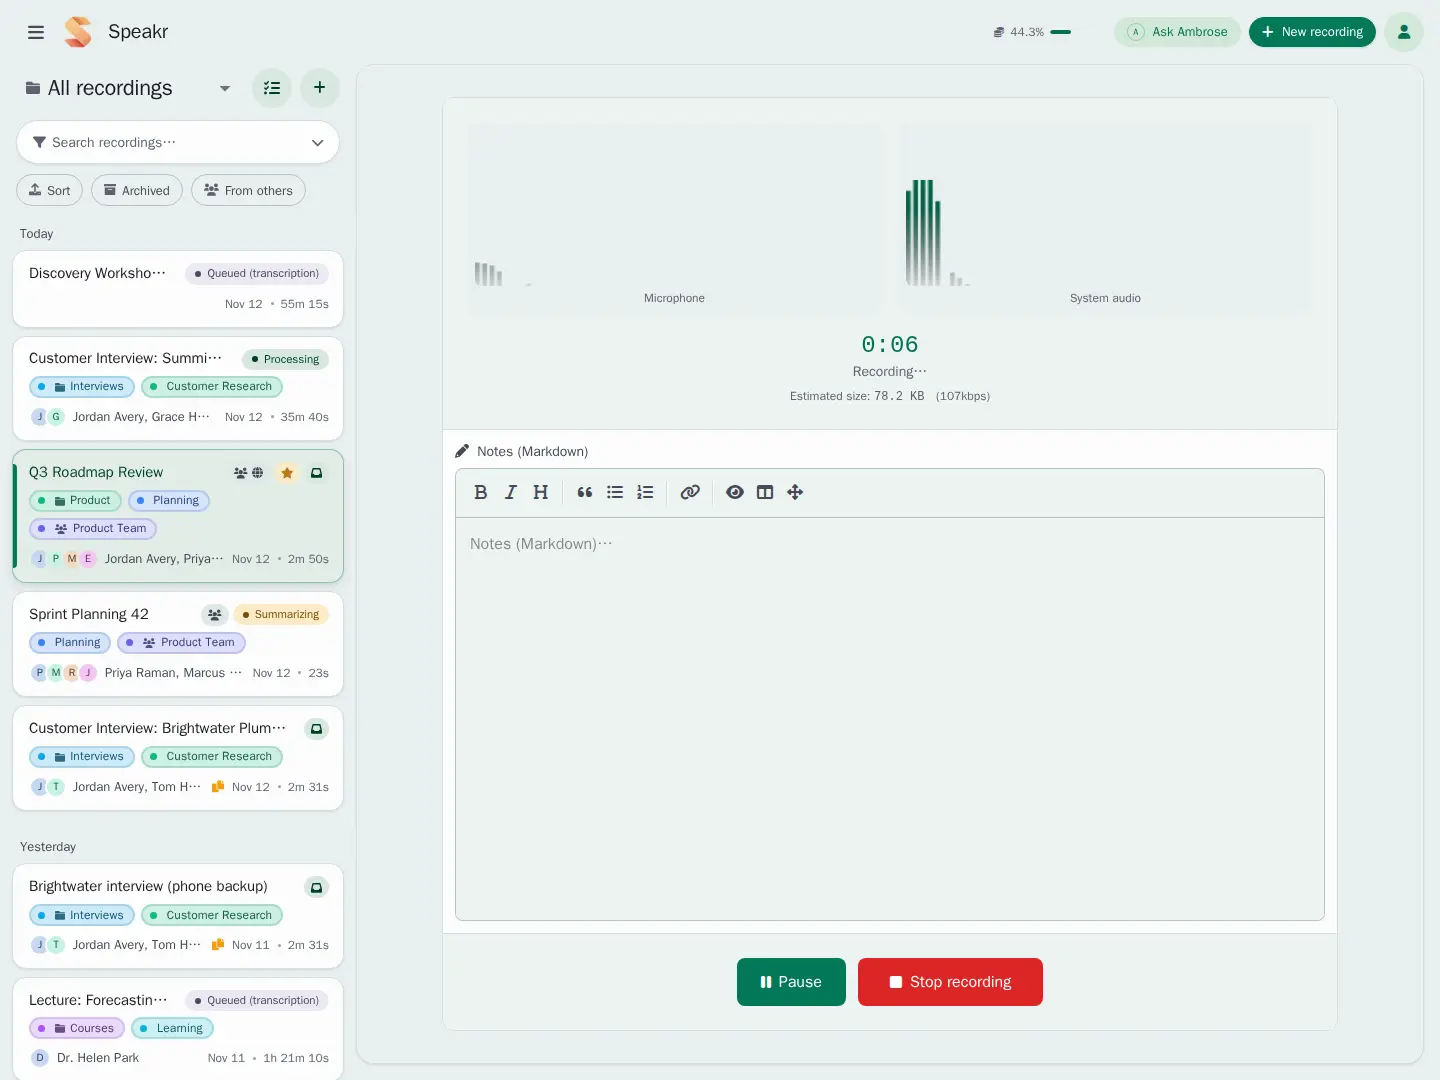 Speakr
44.3%
A Ask Ambrose
New recording
All recordings
Search recordings···
Sort
Archived
From others
Today
Discovery Worksho···
Queued (transcription)
Nov 12 • 55m 15s
Customer Interview: Summi···
Processing
Interviews
Customer Research
J G Jordan Avery, Grace H··· Nov 12 • 35m 40s
Q3 Roadmap Review
Product
Planning
Product Team
J P M E Jordan Avery, Priya··· Nov 12 • 2m 50s
Sprint Planning 42
Summarizing
Planning
Product Team
P M R J Priya Raman, Marcus ··· Nov 12 • 23s
Customer Interview: Brightwater Plum···
Interviews
Customer Research
J T Jordan Avery, Tom H··· Nov 12 • 2m 31s
Yesterday
Brightwater interview (phone backup)
Interviews
Customer Research
J T Jordan Avery, Tom H··· Nov 11 • 2m 31s
Lecture: Forecastin···
Queued (transcription)
Courses
Learning
D Dr. Helen Park Nov 11 • 1h 21m 10s
Microphone
System audio
0:06
Recording···
Estimated size: 78.2 KB (107kbps)
Notes (Markdown)
B I H
Notes (Markdown)···
Pause
Stop recording